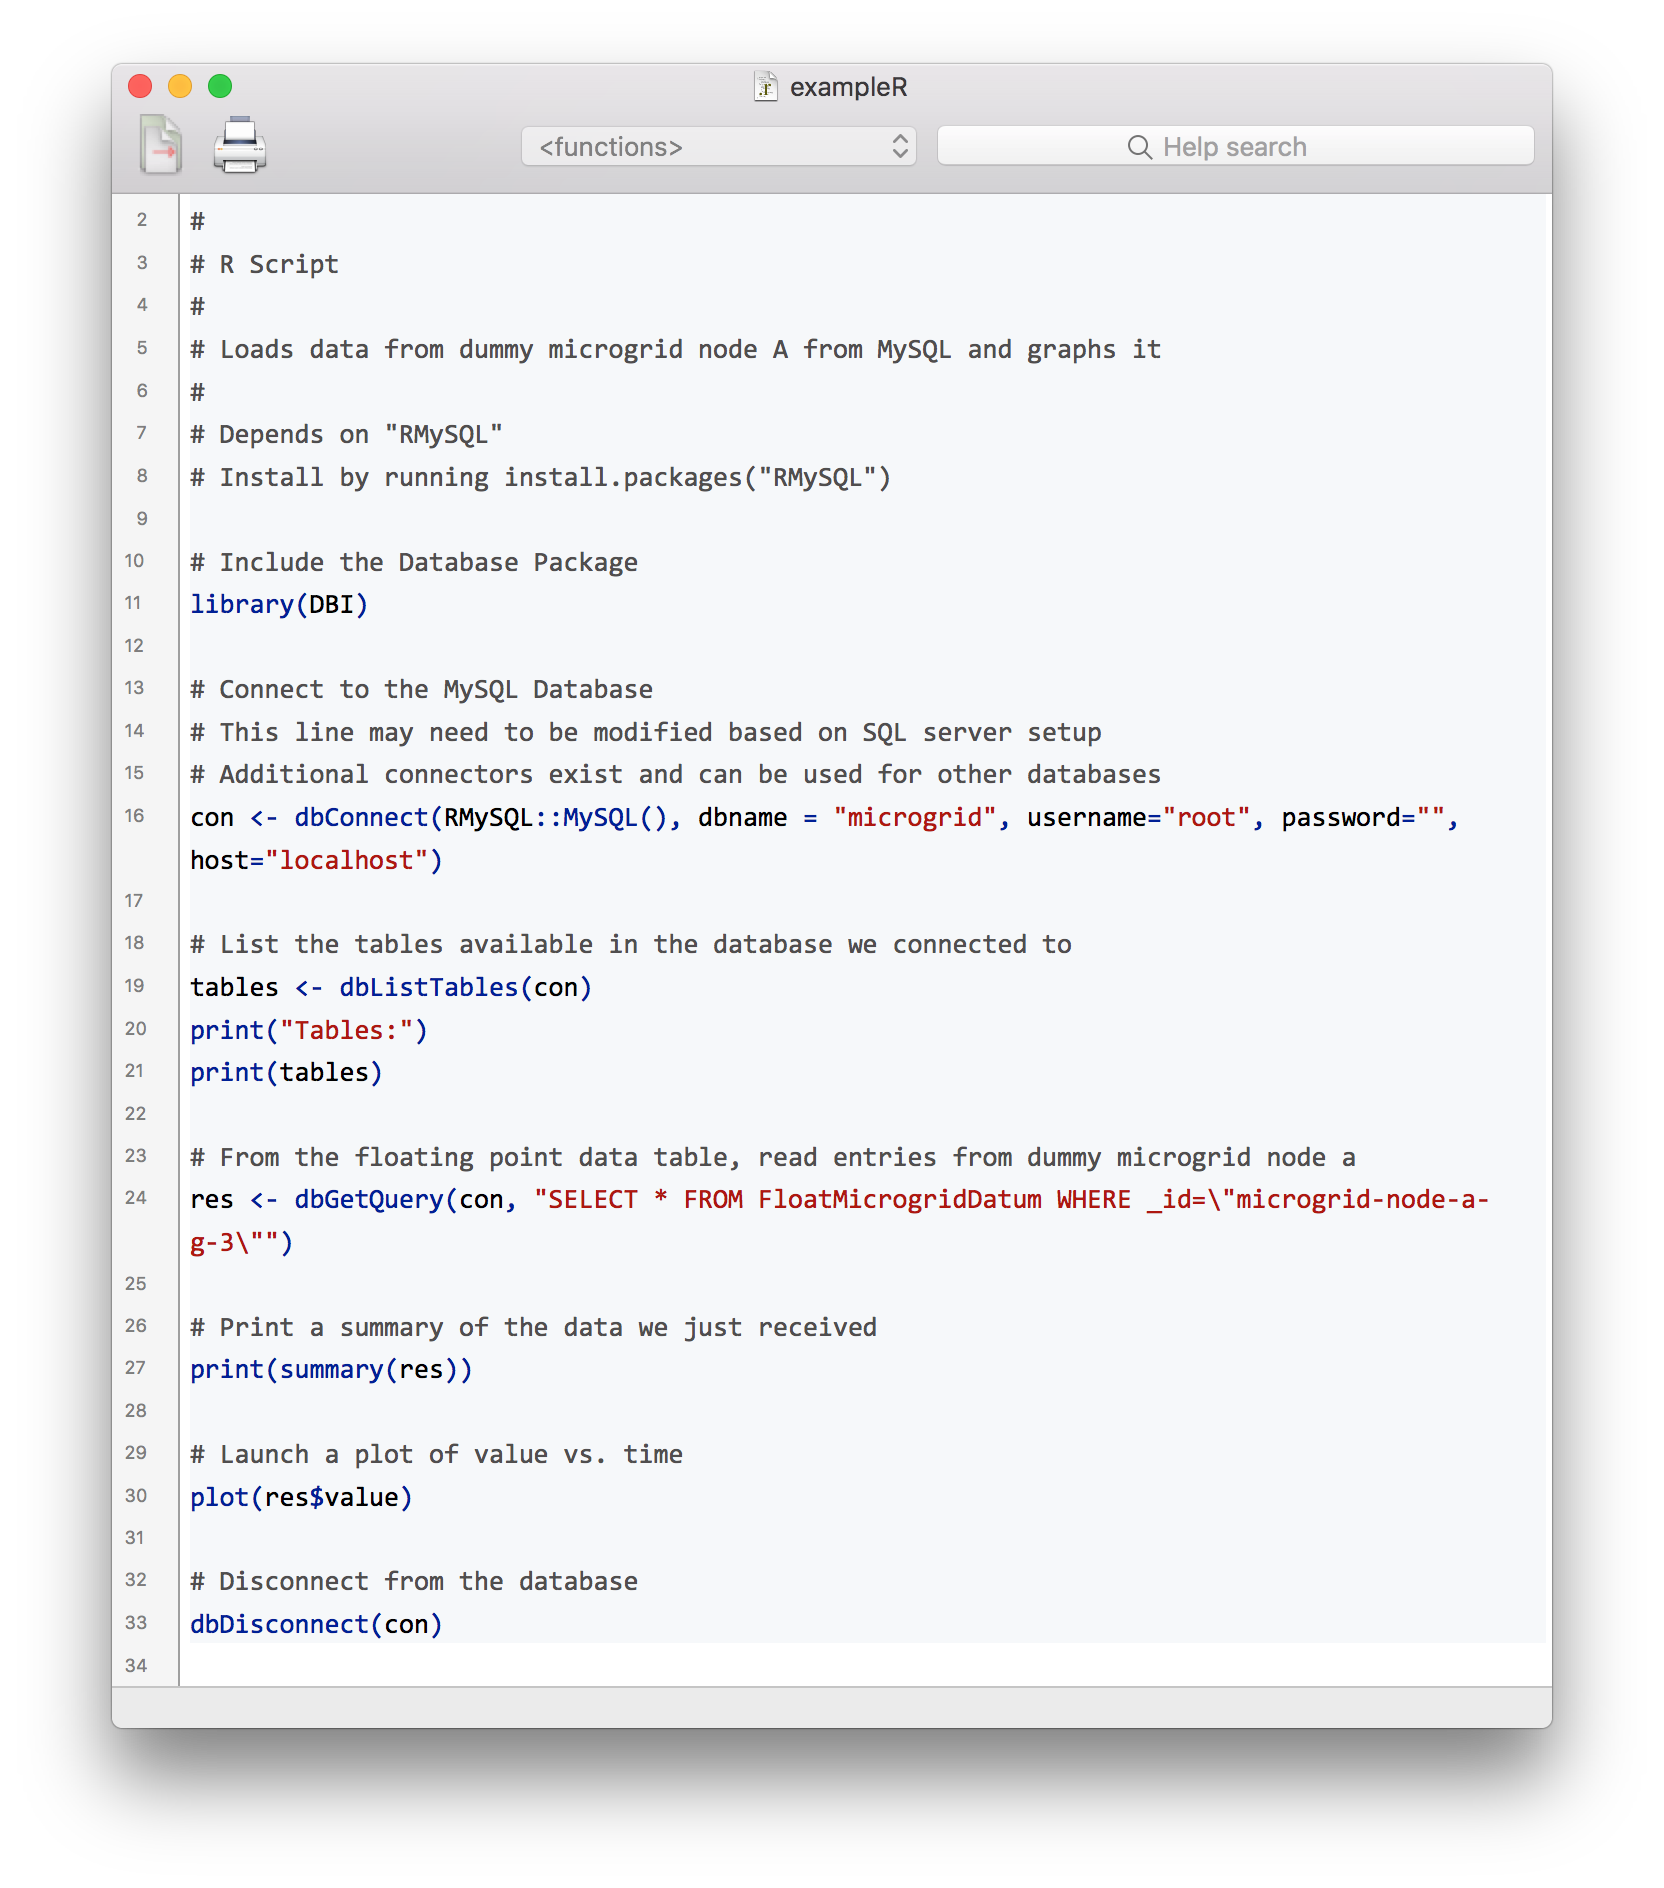 exampleR
<functions>
Help search
2 #
3 # R Script
4 #
5 # Loads data from dummy microgrid node A from MySQL and graphs it
6 #
7 # Depends on "RMySQL"
8 # Install by running install.packages("RMySQL")
9
10 # Include the Database Package
11 library(DBI)
12
13 # Connect to the MySQL Database
14 # This line may need to be modified based on SQL server setup
15 # Additional connectors exist and can be used for other databases
16 con <- dbConnect(RMySQL::MySQL(), dbname = "microgrid", username="root", password="",
host="localhost")
17
18 # List the tables available in the database we connected to
19 tables <- dbListTables(con)
20 print("Tables:")
21 print(tables)
22
23 # From the floating point data table, read entries from dummy microgrid node a
24 res <- dbGetQuery(con, "SELECT * FROM FloatMicrogridDatum WHERE _id=\"microgrid-node-a-
g-3\"")
25
26 # Print a summary of the data we just received
27 print(summary(res))
28
29 # Launch a plot of value vs. time
30 plot(res$value)
31
32 # Disconnect from the database
33 dbDisconnect(con)
34